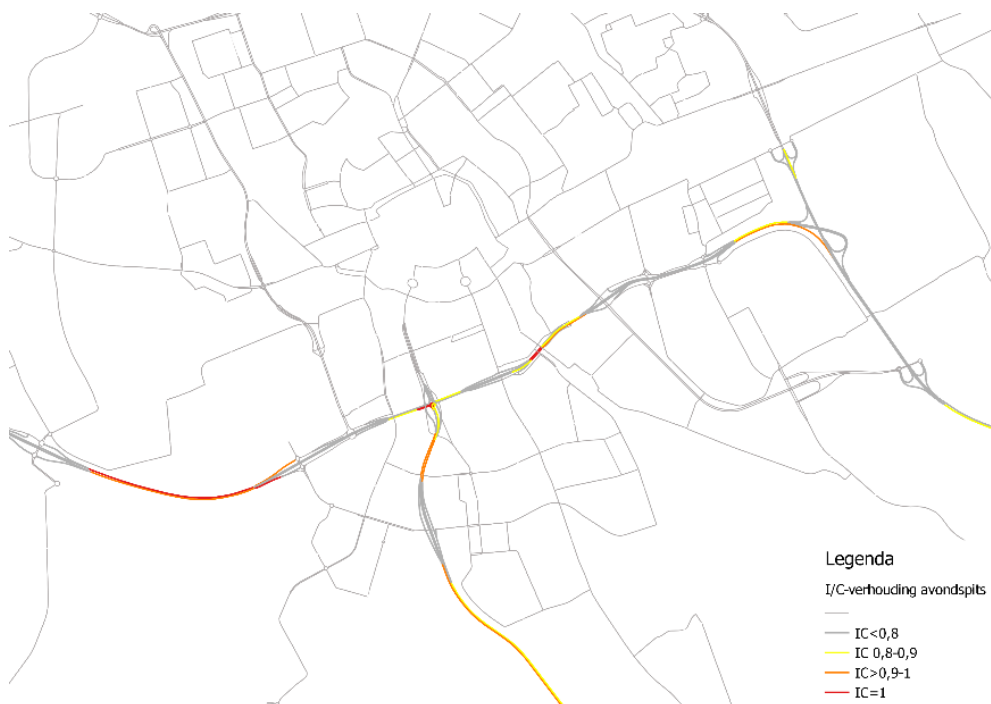 Legenda
I/C-verhouding avondspits
IC<0,8
IC 0,8-0,9
IC>0,9-1
IC=1